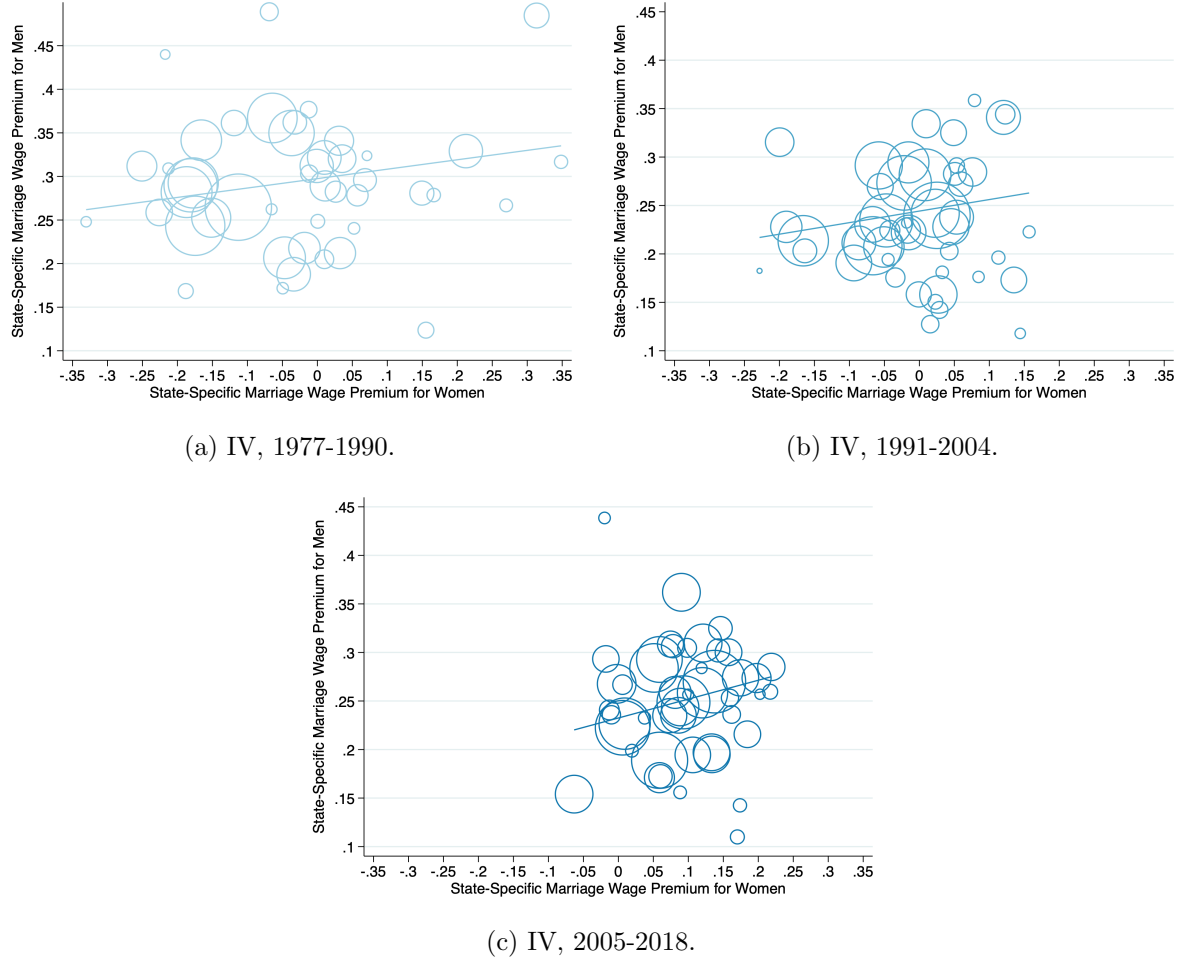 State-Specific Marriage Wage Premium for Men
.45
.4
.35
.3
.25
.2
.15
.1
-.35 -.3 -.25 -.2 -.15 -.1 -.05 0 .05 .1 .15 .2 .25 .3 .35
State-Specific Marriage Wage Premium for Women
(a) IV, 1977-1990.
State-Specific Marriage Wage Premium for Men
.45
.4
.35
.3
.25
.2
.15
.1
-.35 -.3 -.25 -.2 -.15 -.1 -.05 0 .05 .1 .15 .2 .25 .3 .35
State-Specific Marriage Wage Premium for Women
(b) IV, 1991-2004.
State-Specific Marriage Wage Premium for Men
.45
.4
.35
.3
.25
.2
.15
.1
-.35 -.3 -.25 -.2 -.15 -.1 -.05 0 .05 .1 .15 .2 .25 .3 .35
State-Specific Marriage Wage Premium for Women
(c) IV, 2005-2018.